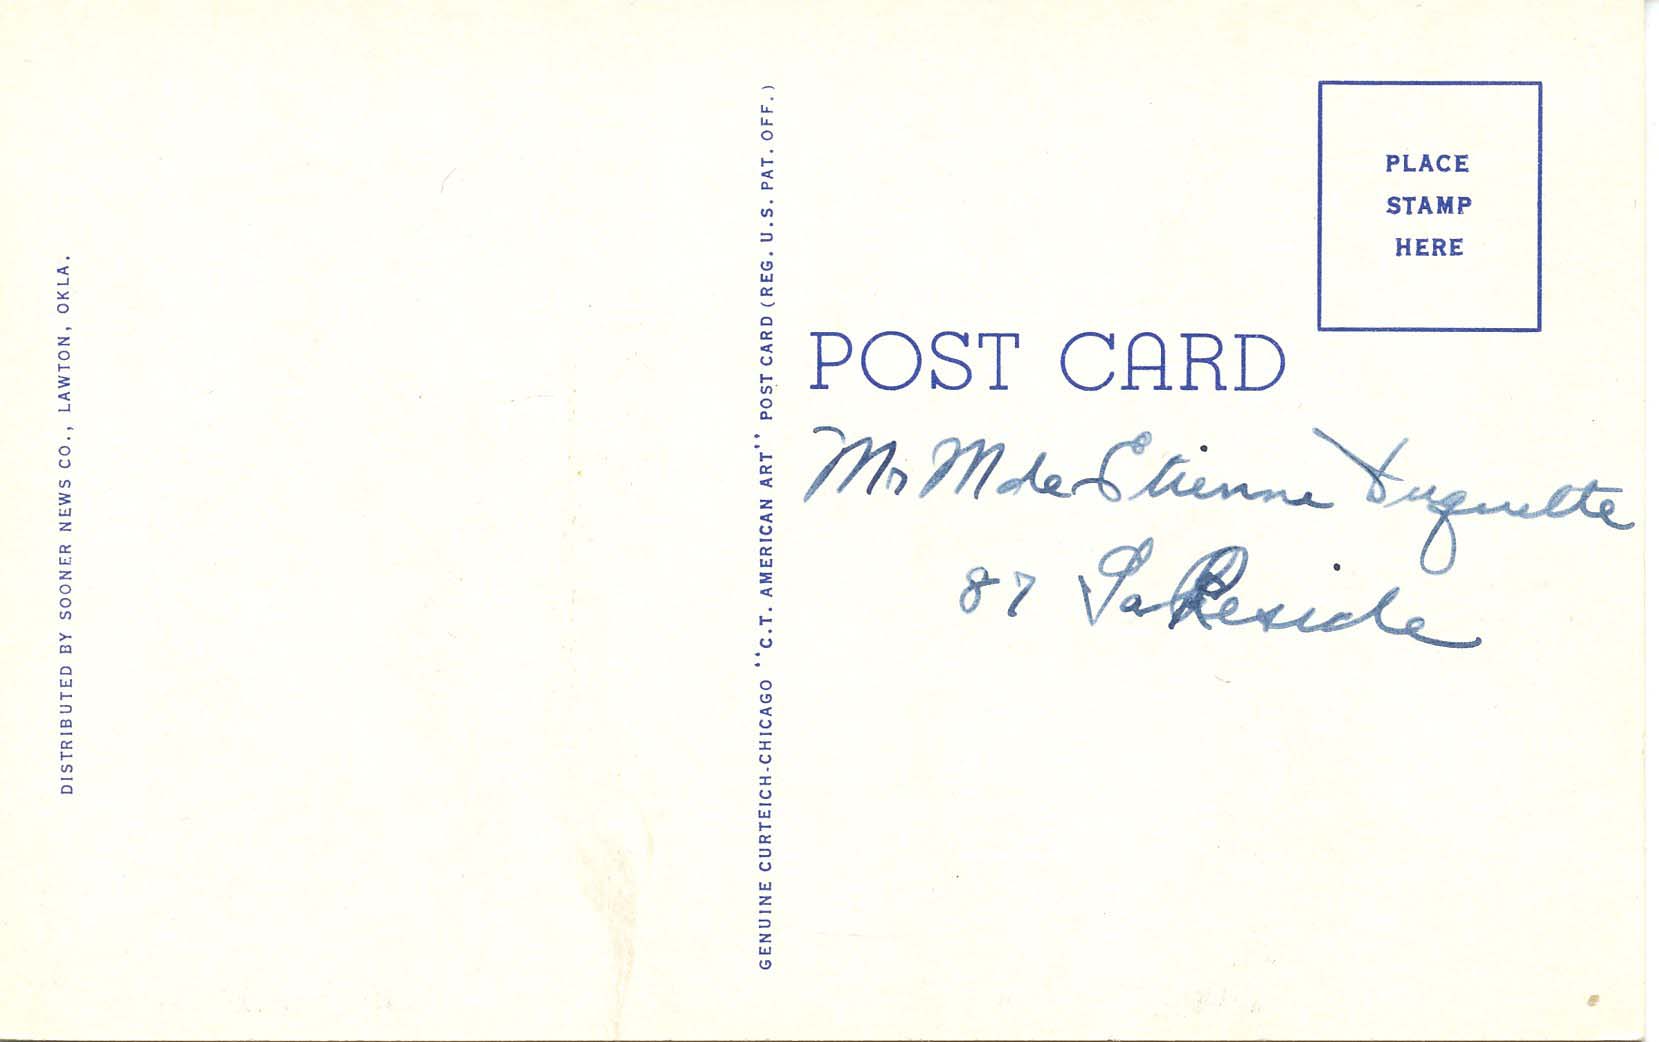 DISTRIBUTED BY SOONER NEWS CO., LAWTON, OKLA.
GENUINE CURTEICH-CHICAGO "C.T. AMERICAN ART" POST CARD (REG. U.S. PAT. OFF.)
PLACE
STAMP
HERE
POST CARD
Mr Mde Etienne Duquette
87 Lakeside